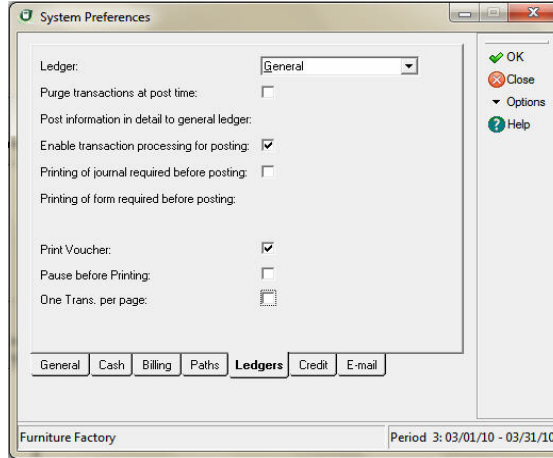 System Preferences
Ledger: General
Purge transactions at post time:
Post information in detail to general ledger:
Enable transaction processing for posting:
Printing of journal required before posting:
Printing of form required before posting:
Print Voucher:
Pause before Printing:
One Trans. per page:
OK
Close
Options
Help
General Cash Billing Paths Ledgers Credit E-mail
Furniture Factory Period 3: 03/01/10 - 03/31/10